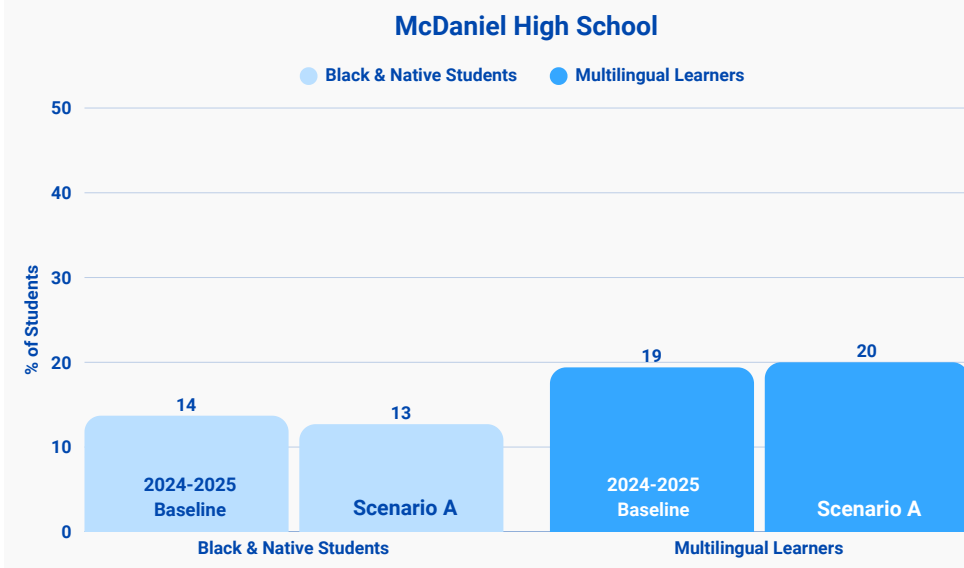 McDaniel High School
Black & Native Students
Multilingual Learners
50
40
30
20
10
0
% of Students
14
13
19
20
2024-2025
Baseline
Scenario A
2024-2025
Baseline
Scenario A
Black & Native Students
Multilingual Learners